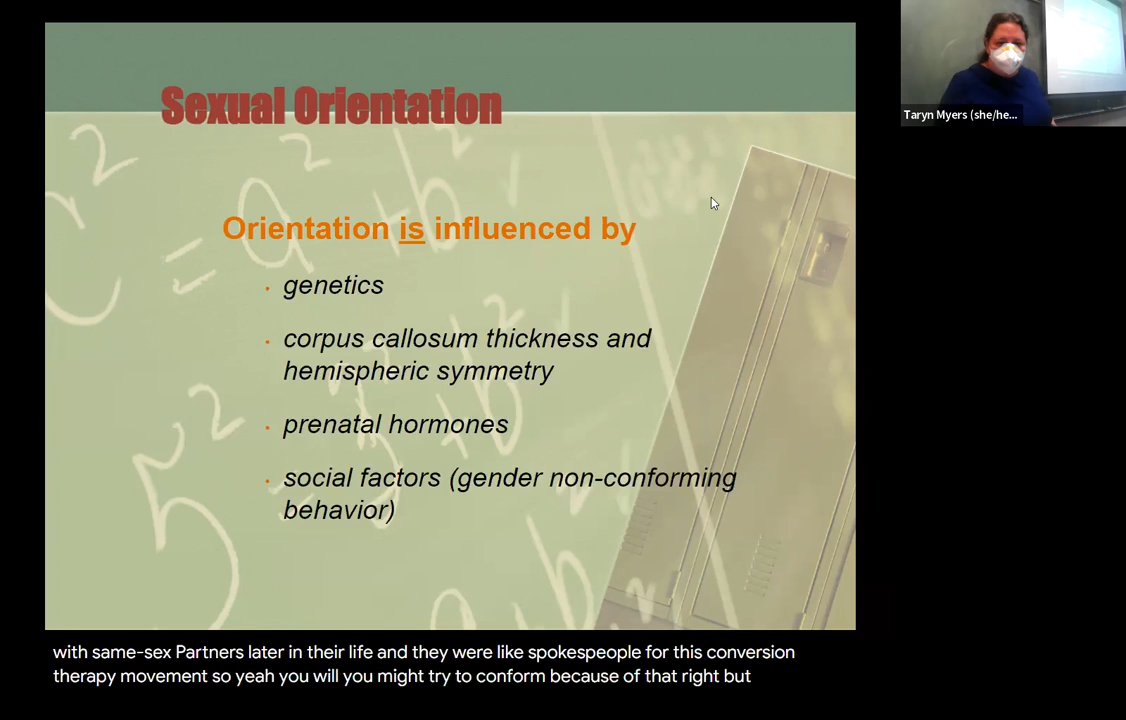 Sexual Orientation
Taryn Myers (she/he...
Orientation is influenced by
• genetics
• corpus callosum thickness and
hemispheric symmetry
• prenatal hormones
• social factors (gender non-conforming
behavior)
with same-sex Partners later in their life and they were like spokespeople for this conversion
therapy movement so yeah you will you might try to conform because of that right but